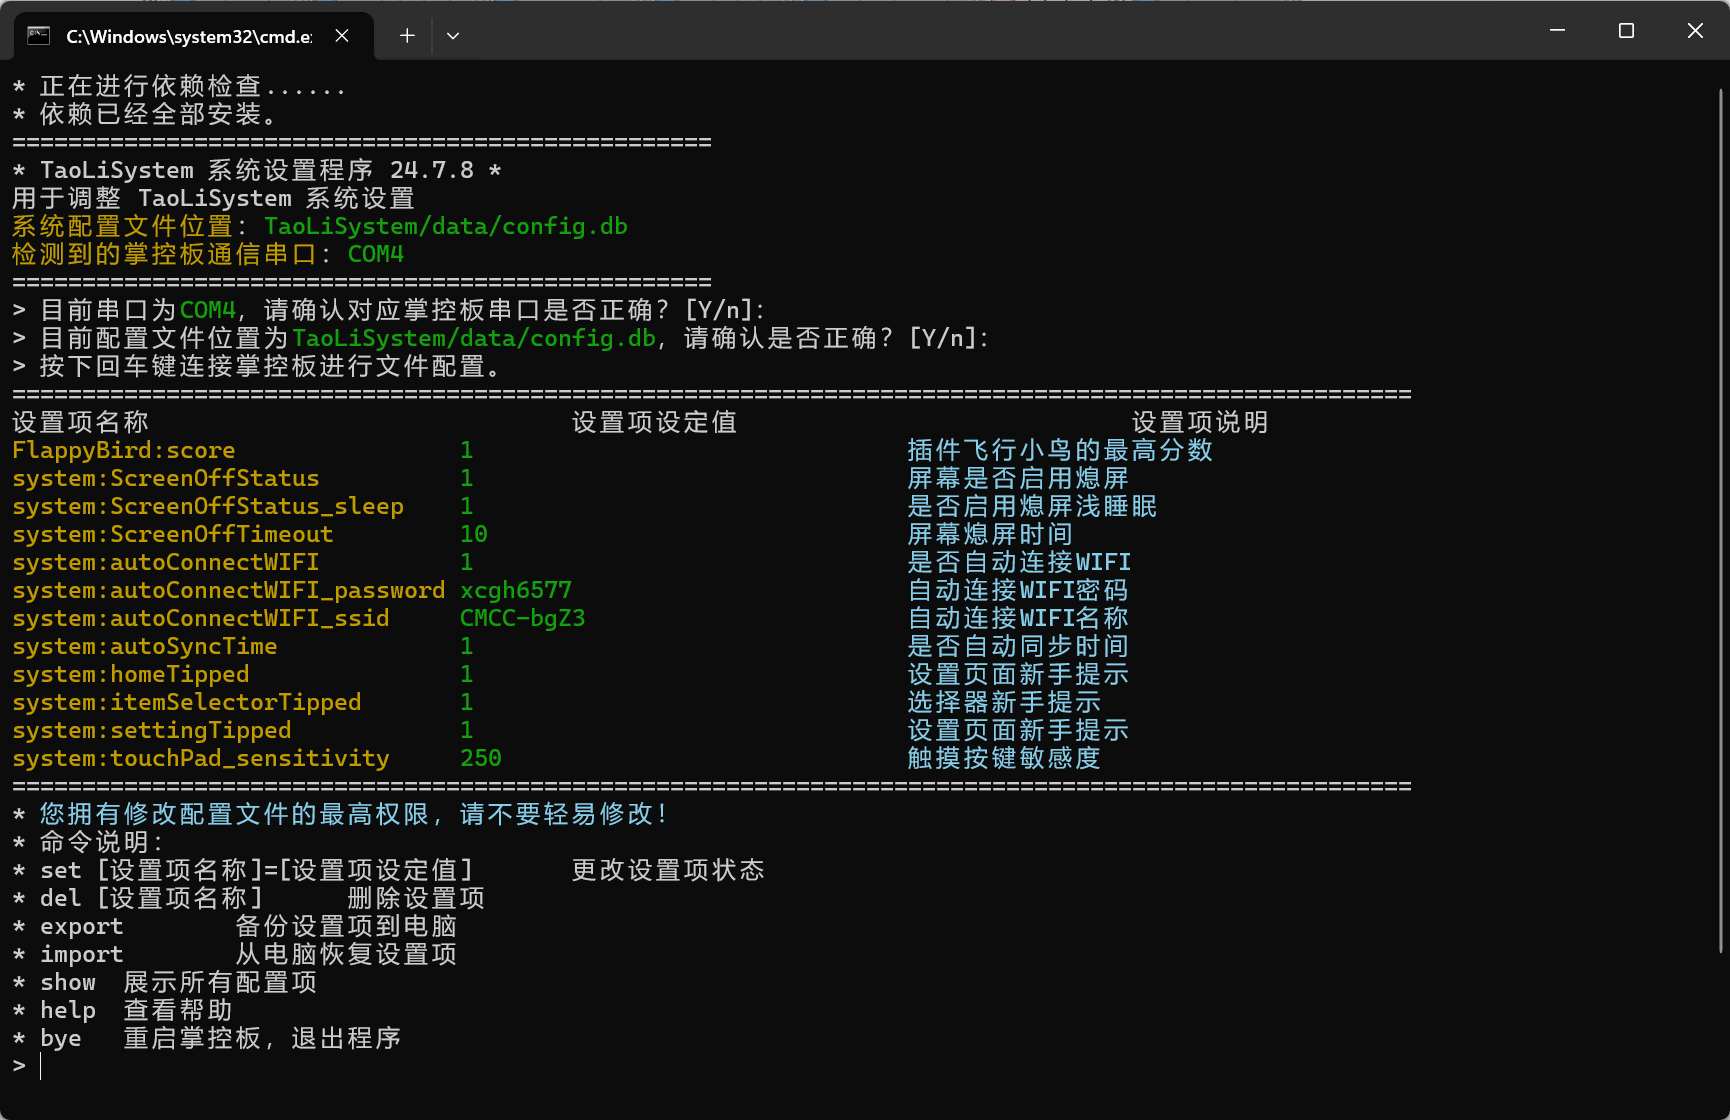 C:\Windows\system32\cmd.e
* 正在进行依赖检查......
* 依赖已经全部安装。
==================================================
* TaoLiSystem 系统设置程序 24.7.8 *
用于调整 TaoLiSystem 系统设置
系统配置文件位置: TaoLiSystem/data/config.db
检测到的掌控板通信串口: COM4
==================================================
> 目前串口为COM4, 请确认对应掌控板串口是否正确? [Y/n]:
> 目前配置文件位置为TaoLiSystem/data/config.db, 请确认是否正确? [Y/n]:
> 按下回车键连接掌控板进行文件配置。
====================================================================================================
设置项名称 设置项设定值 设置项说明
FlappyBird:score 1 插件飞行小鸟的最高分数
system:ScreenOffStatus 1 屏幕是否启用熄屏
system:ScreenOffStatus_sleep 1 是否启用熄屏浅睡眠
system:ScreenOffTimeout 10 屏幕熄屏时间
system:autoConnectWIFI 1 是否自动连接WIFI
system:autoConnectWIFI_password xcgh6577 自动连接WIFI密码
system:autoConnectWIFI_ssid CMCC-bgZ3 自动连接WIFI名称
system:autoSyncTime 1 是否自动同步时间
system:homeTipped 1 设置页面新手提示
system:itemSelectorTipped 1 选择器新手提示
system:settingTipped 1 设置页面新手提示
system:touchPad_sensitivity 250 触摸按键敏感度
====================================================================================================
* 您拥有修改配置文件的最高权限, 请不要轻易修改!
* 命令说明:
* set [设置项名称]=[设置项设定值] 更改设置项状态
* del [设置项名称] 删除设置项
* export 备份设置项到电脑
* import 从电脑恢复设置项
* show 展示所有配置项
* help 查看帮助
* bye 重启掌控板, 退出程序
>